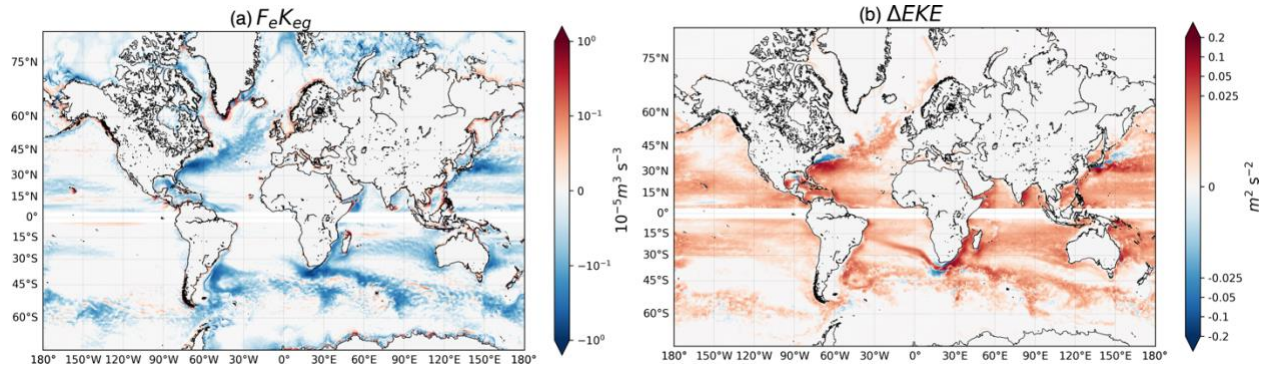 (a) FₑKₑg
75°N
60°N
45°N
30°N
15°N
0°
15°S
30°S
45°S
60°S
180° 150°W 120°W 90°W 60°W 30°W 0° 30°E 60°E 90°E 120°E 150°E 180°
10⁰
10⁻¹
0
−10⁻¹
−10⁰
10⁻⁵m³ s⁻³
(b) ΔEKE
75°N
60°N
45°N
30°N
15°N
0°
15°S
30°S
45°S
60°S
180° 150°W 120°W 90°W 60°W 30°W 0° 30°E 60°E 90°E 120°E 150°E 180°
0.2
0.1
0.05
0.025
0
-0.025
-0.05
-0.1
-0.2
m² s⁻²